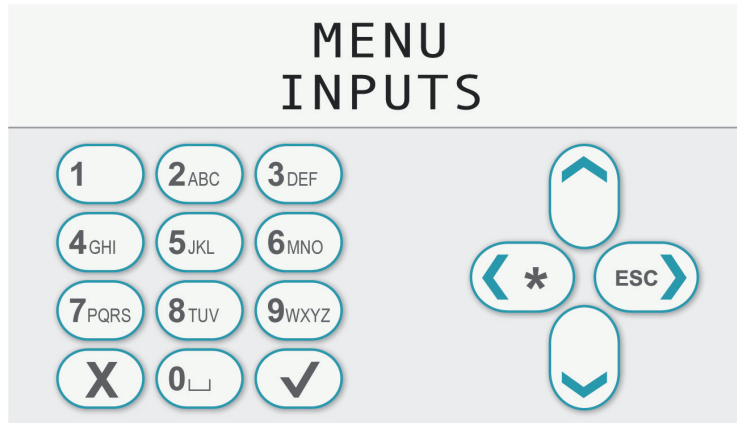 MENU
INPUTS
1 2ABC 3DEF
4GHI 5JKL 6MNO
* ESC
7PQRS 8TUV 9WXYZ
X 0